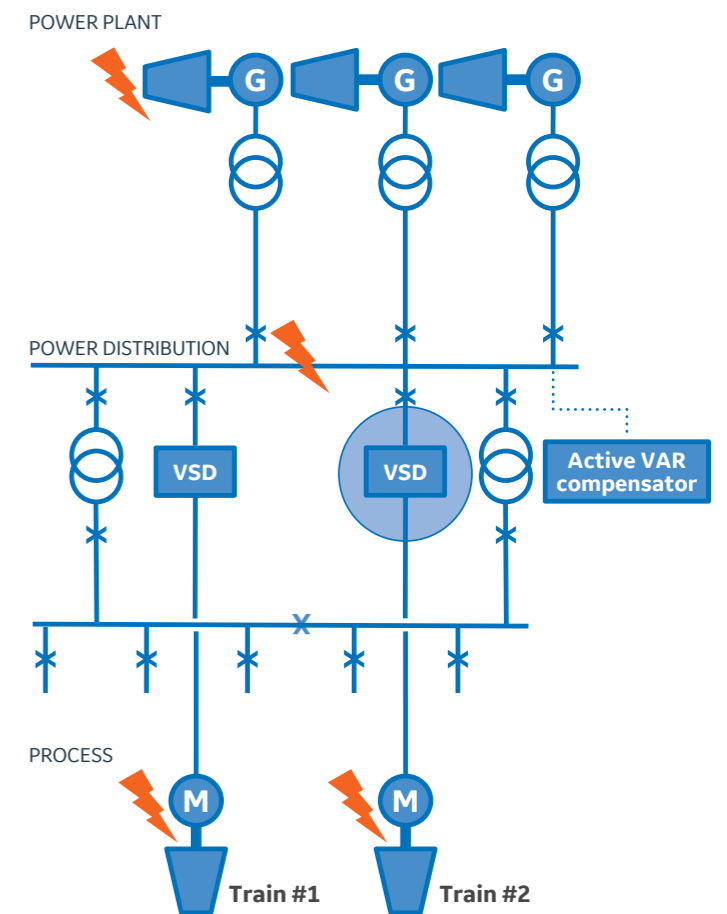 POWER PLANT
G
G
G
POWER DISTRIBUTION
VSD
VSD
Active VAR
compensator
X
PROCESS
M
M
Train #1
Train #2